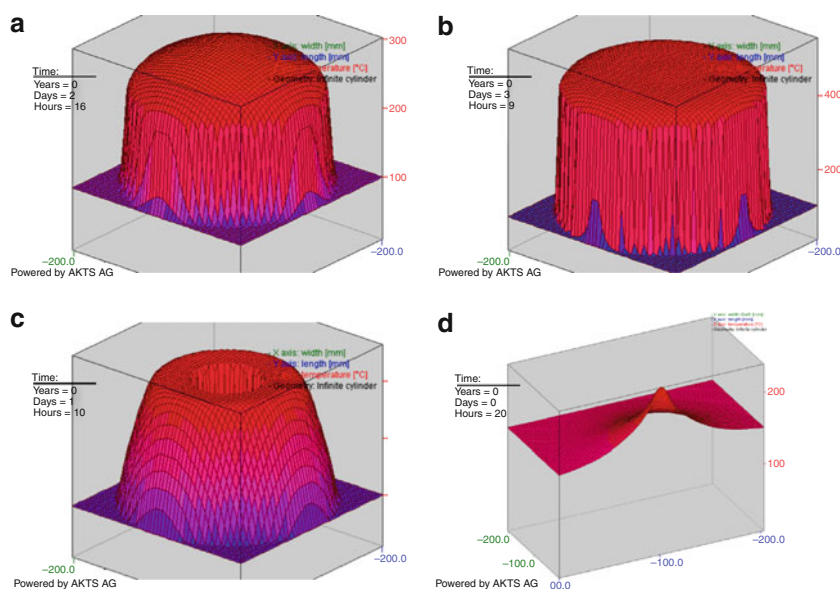 a
300
200
100
- X axis: width [mm]
Y axis: length [mm]
temperature [°C]
- Geometry: Infinite cylinder
Time:
Years = 0
Days = 2
Hours = 16
-200.0
-200.0
Powered by AKTS AG
b
400
200
axis: width [mm]
axis: length [mm]
temperature [°C]
- Geometry: Infinite cylinder
Time:
Years = 0
Days = 3
Hours = 9
-200.0
-200.0
Powered by AKTS AG
c
- X axis: width [mm]
Y axis: length [mm]
temperature [°C]
- Geometry: Infinite cylinder
Time:
Years = 0
Days = 1
Hours = 10
-200.0
-200.0
Powered by AKTS AG
d
200
100
Time:
Years = 0
Days = 0
Hours = 20
-200.0
-100.0
00.0
-100.0
-200.0
Powered by AKTS AG